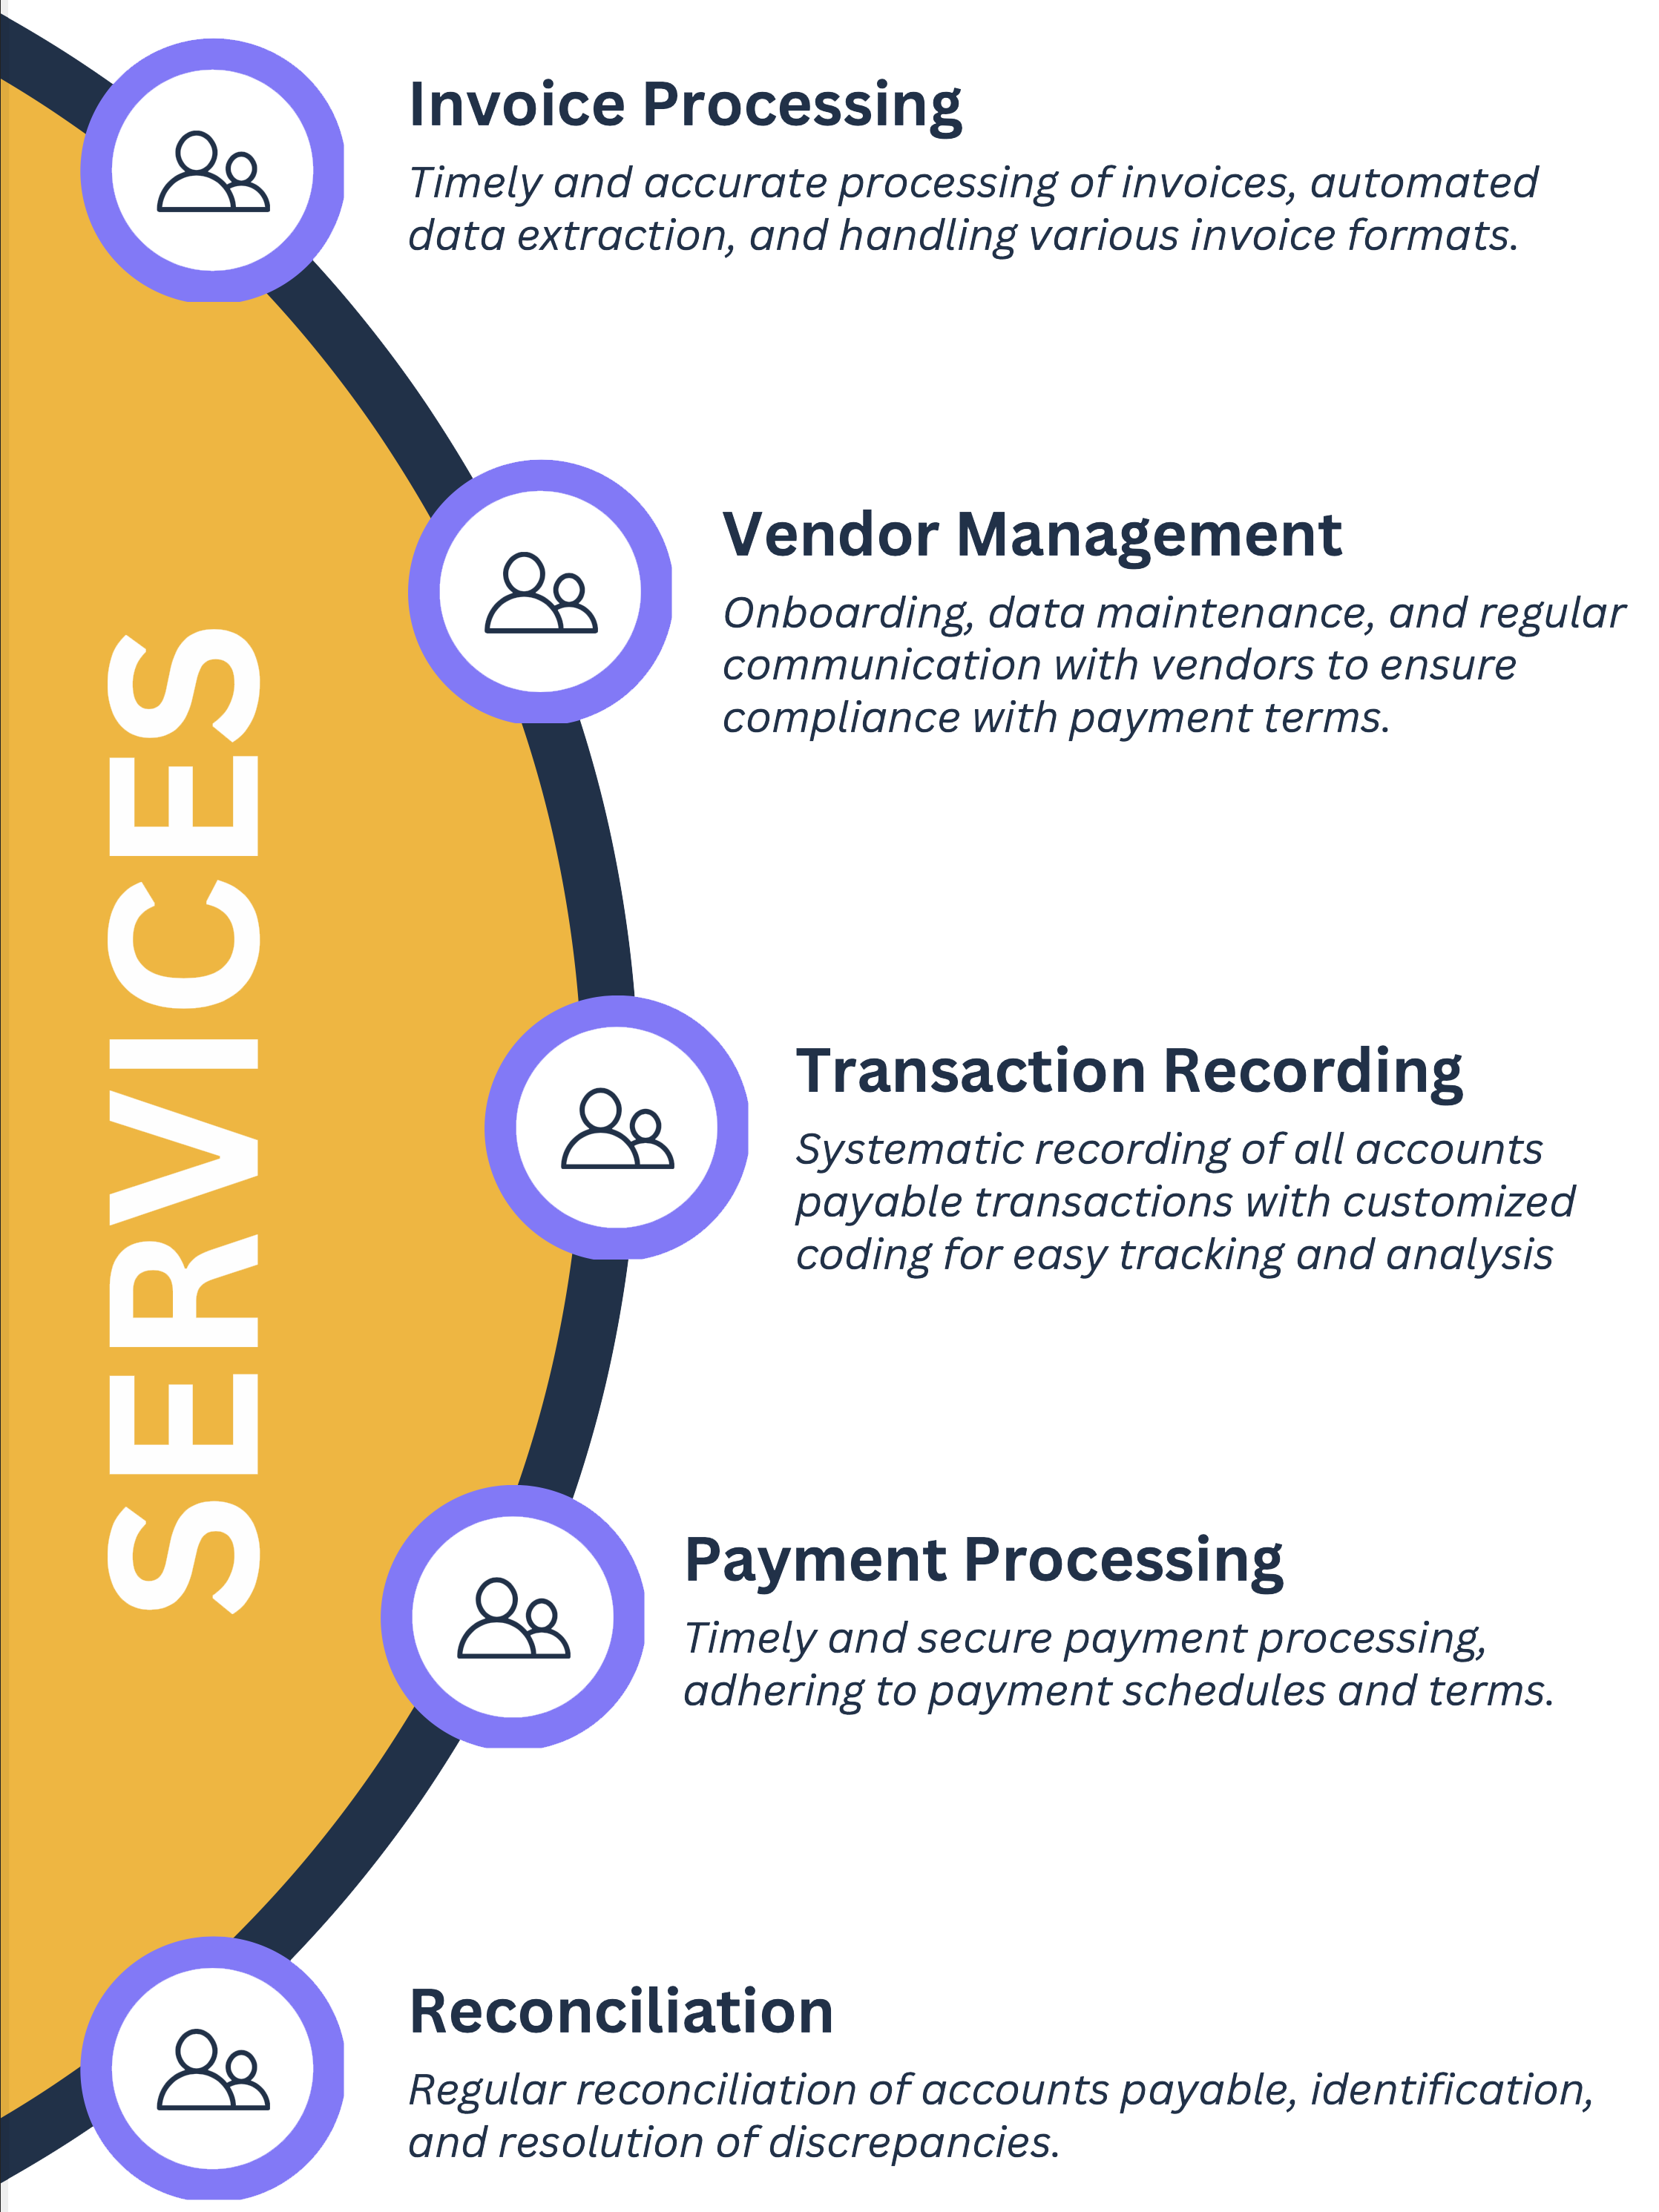 SERVICES
Invoice Processing
Timely and accurate processing of invoices, automated
data extraction, and handling various invoice formats.
Vendor Management
Onboarding, data maintenance, and regular
communication with vendors to ensure
compliance with payment terms.
Transaction Recording
Systematic recording of all accounts
payable transactions with customized
coding for easy tracking and analysis
Payment Processing
Timely and secure payment processing,
adhering to payment schedules and terms.
Reconciliation
Regular reconciliation of accounts payable, identification,
and resolution of discrepancies.